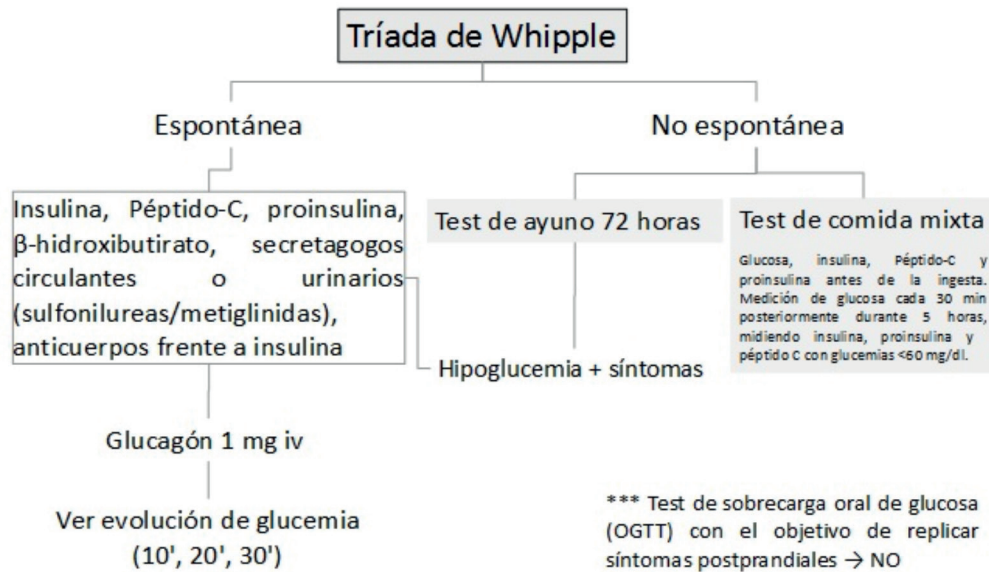 Tríada de Whipple
Espontánea
No espontánea
Insulina, Péptido-C, proinsulina,
β-hidroxibutirato, secretagogos
circulantes o urinarios
(sulfonilureas/metiglinidas),
anticuerpos frente a insulina
Test de ayuno 72 horas
Test de comida mixta
Glucosa, insulina, Péptido-C y
proinsulina antes de la ingesta.
Medición de glucosa cada 30 min
posteriormente durante 5 horas,
midiendo insulina, proinsulina y
péptido C con glucemias <60 mg/dl.
Hipoglucemia + síntomas
Glucagón 1 mg iv
Ver evolución de glucemia
(10', 20', 30')
*** Test de sobrecarga oral de glucosa
(OGTT) con el objetivo de replicar
síntomas postprandiales → NO